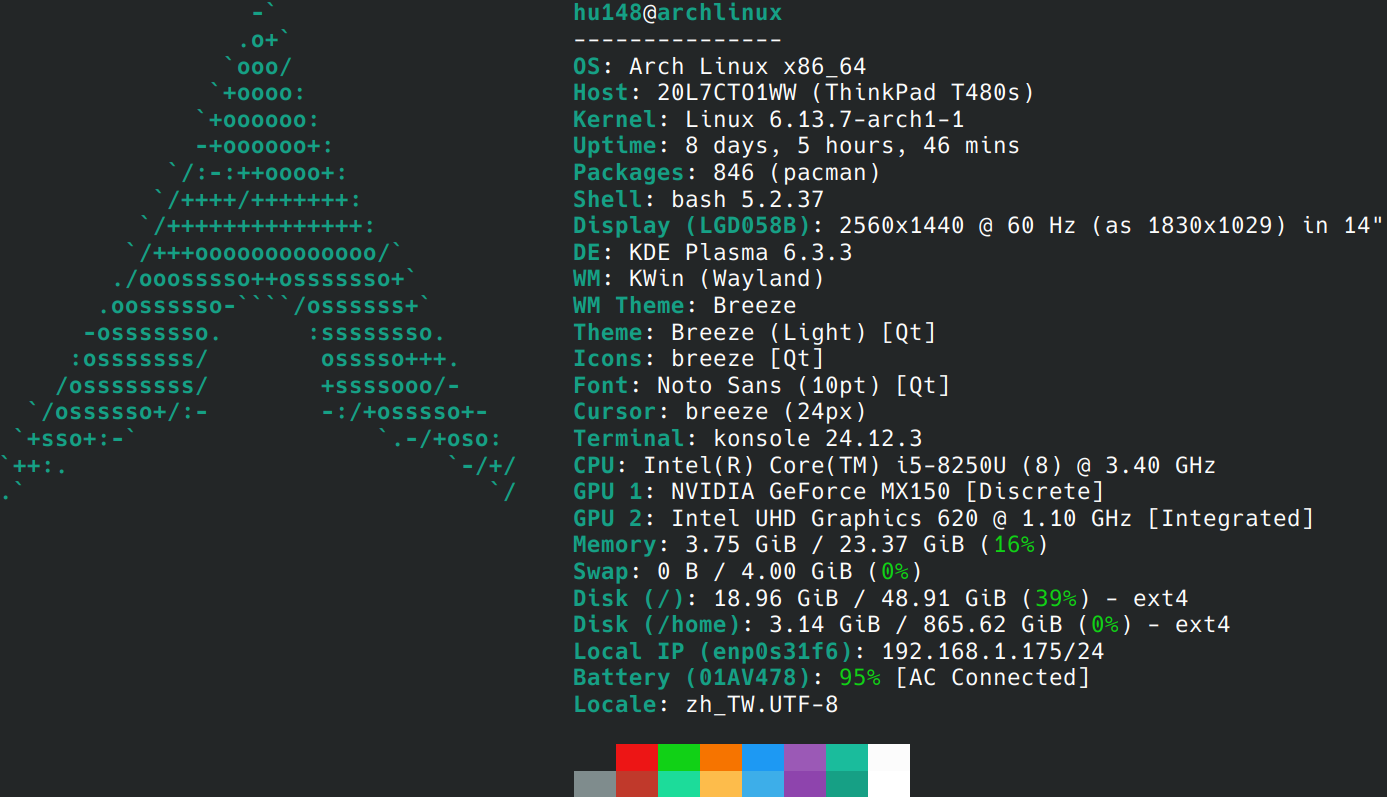 -`
                 .o+`
                `ooo/
               `+oooo:
              `+oooooo:
              -+oooooo+:
            `/:-:++oooo+:
           `/++++/+++++++:
          `/++++++++++++++:
         `/+++ooooooooooooo/`
        ./ooosssso++osssssso+`
       .oossssso-````/ossssss+`
      -osssssso.      :ssssssso.
     :osssssss/        osssso+++.
    /ossssssss/        +ssssooo/-
  `/ossssso+/:-        -:/+osssso+-
 `+sso+:-`                 `.-/+oso:
`++:.                           `-/+/
.`                                 `/
hu148@archlinux
---------------
OS: Arch Linux x86_64
Host: 20L7CTO1WW (ThinkPad T480s)
Kernel: Linux 6.13.7-arch1-1
Uptime: 8 days, 5 hours, 46 mins
Packages: 846 (pacman)
Shell: bash 5.2.37
Display (LGD058B): 2560x1440 @ 60 Hz (as 1830x1029) in 14"
DE: KDE Plasma 6.3.3
WM: KWin (Wayland)
WM Theme: Breeze
Theme: Breeze (Light) [Qt]
Icons: breeze [Qt]
Font: Noto Sans (10pt) [Qt]
Cursor: breeze (24px)
Terminal: konsole 24.12.3
CPU: Intel(R) Core(TM) i5-8250U (8) @ 3.40 GHz
GPU 1: NVIDIA GeForce MX150 [Discrete]
GPU 2: Intel UHD Graphics 620 @ 1.10 GHz [Integrated]
Memory: 3.75 GiB / 23.37 GiB (16%)
Swap: 0 B / 4.00 GiB (0%)
Disk (/): 18.96 GiB / 48.91 GiB (39%) - ext4
Disk (/home): 3.14 GiB / 865.62 GiB (0%) - ext4
Local IP (enp0s31f6): 192.168.1.175/24
Battery (01AV478): 95% [AC Connected]
Locale: zh_TW.UTF-8